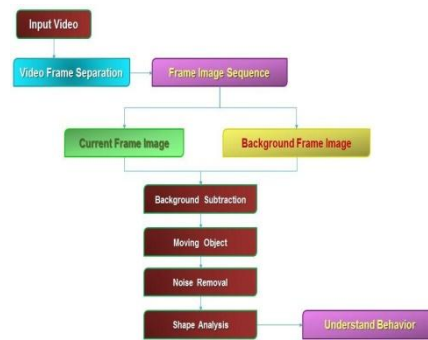 Input Video
Video Frame Separation
Frame Image Sequence
Current Frame Image
Background Frame Image
Background Subtraction
Moving Object
Noise Removal
Shape Analysis
Understand Behavior